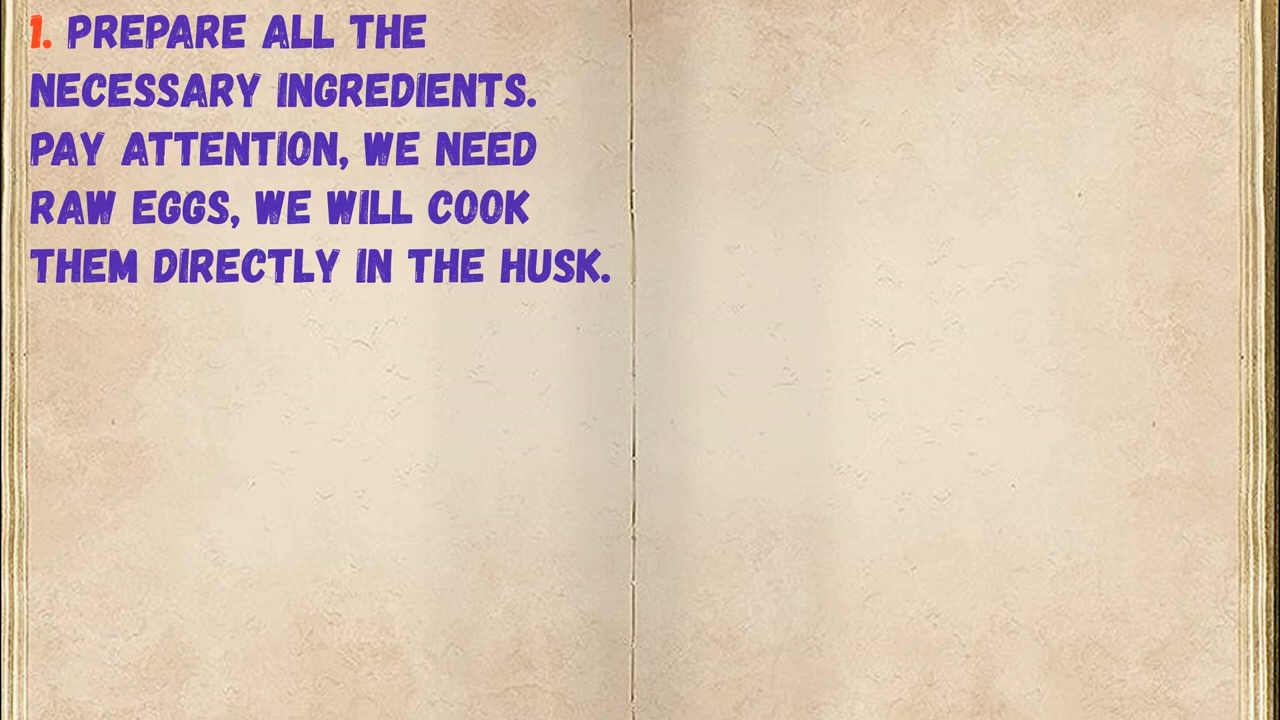 1. PREPARE ALL THE
NECESSARY INGREDIENTS.
PAY ATTENTION, WE NEED
RAW EGGS, WE WILL COOK
THEM DIRECTLY IN THE HUSK.